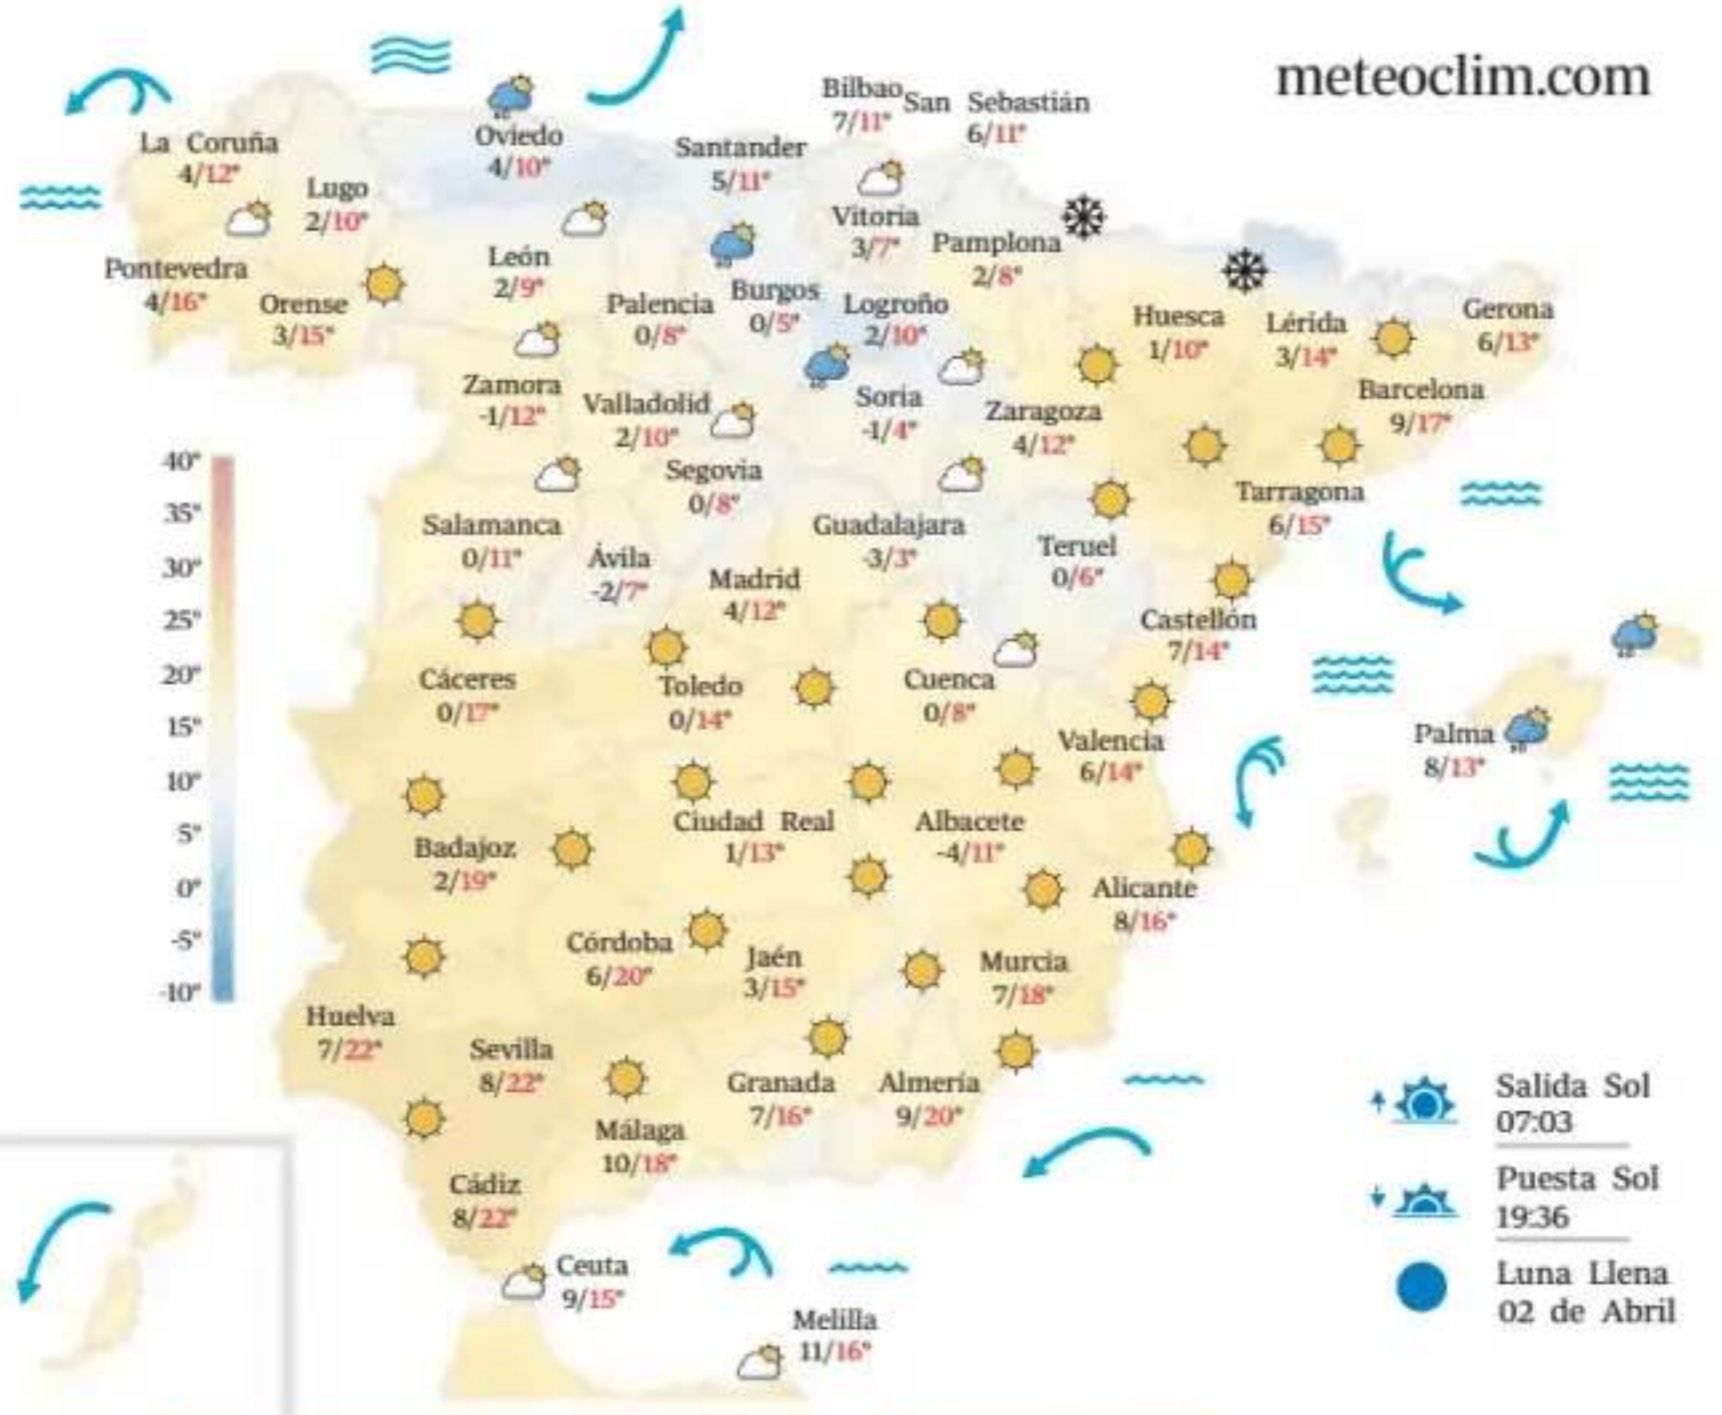 meteoclim.com
Bilbao
7/11°
San Sebastián
6/11°
La Coruña
4/12°
Oviedo
4/10°
Santander
5/11°
Lugo
2/10°
Vitoria
3/7°
Pamplona
2/8°
Pontevedra
4/16°
Orense
3/15°
León
2/9°
Palencia
0/8°
Burgos
0/5°
Logroño
2/10°
Huesca
1/10°
Lérida
3/14°
Gerona
6/13°
Zamora
-1/12°
Valladolid
2/10°
Soria
-1/4°
Zaragoza
4/12°
Barcelona
9/17°
Segovia
0/8°
Tarragona
6/15°
Salamanca
0/11°
Ávila
-2/7°
Madrid
4/12°
Guadalajara
-3/3°
Teruel
0/6°
Castellón
7/14°
Cáceres
0/17°
Toledo
0/14°
Cuenca
0/8°
Valencia
6/14°
Palma
8/13°
Badajoz
2/19°
Ciudad Real
1/13°
Albacete
-4/11°
Alicante
8/16°
Córdoba
6/20°
Jaén
3/15°
Murcia
7/18°
Huelva
7/22°
Sevilla
8/22°
Granada
7/16°
Almería
9/20°
Málaga
10/18°
Cádiz
8/22°
Ceuta
9/15°
Melilla
11/16°
40°
35°
30°
25°
20°
15°
10°
5°
0°
-5°
-10°
Salida Sol
07:03
Puesta Sol
19:36
Luna Llena
02 de Abril